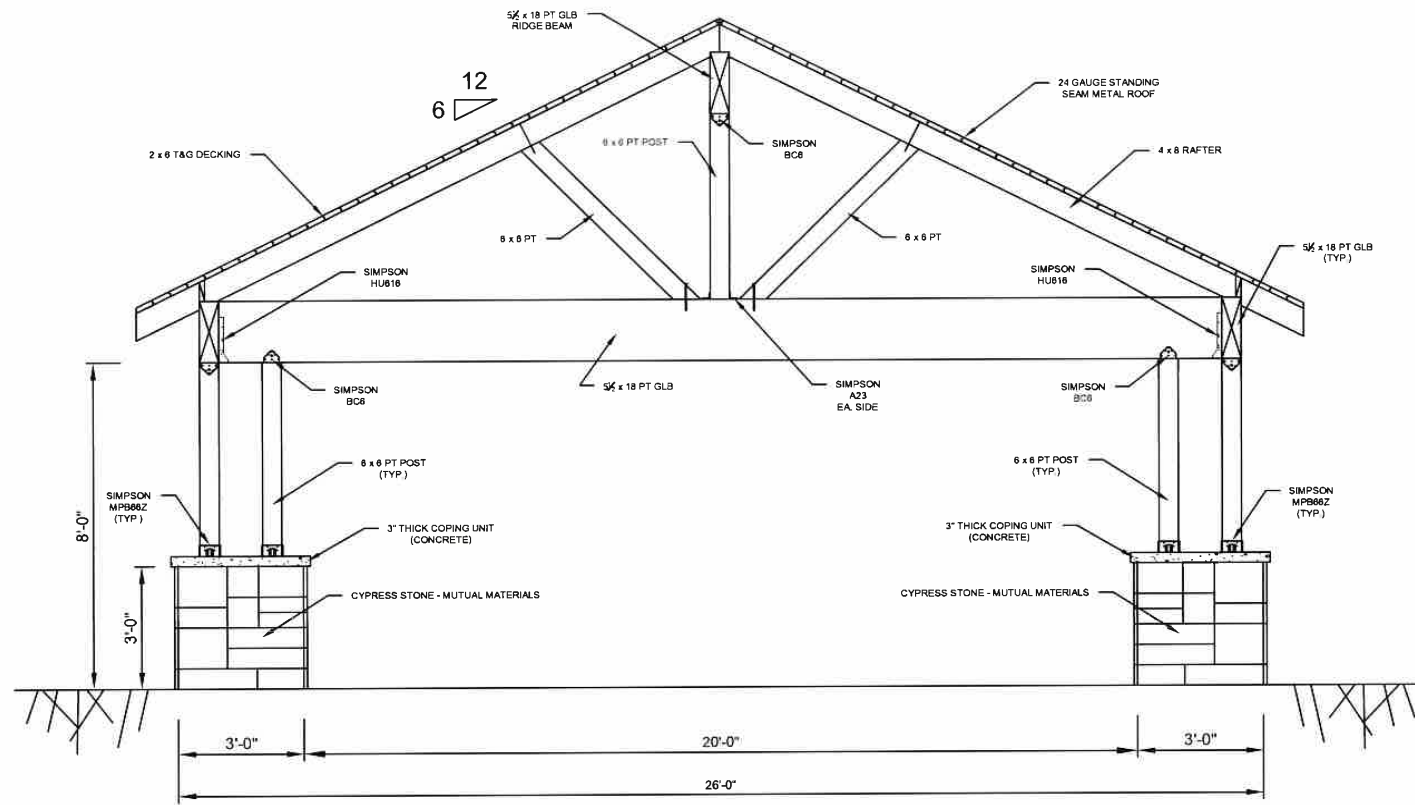 5½ x 18 PT GLB
RIDGE BEAM
12
6
24 GAUGE STANDING
SEAM METAL ROOF
2 x 6 T&G DECKING
6 x 6 PT POST
SIMPSON
BC6
4 x 8 RAFTER
6 x 6 PT
6 x 6 PT
5½ x 18 PT GLB
(TYP.)
SIMPSON
HU616
SIMPSON
HU616
SIMPSON
BC6
5½ x 18 PT GLB
SIMPSON
A23
EA. SIDE
SIMPSON
BC6
6 x 6 PT POST
(TYP.)
6 x 6 PT POST
(TYP.)
SIMPSON
MPB66Z
(TYP.)
SIMPSON
MPB66Z
(TYP.)
8'-0"
3" THICK COPING UNIT
(CONCRETE)
3" THICK COPING UNIT
(CONCRETE)
3'-0"
CYPRESS STONE - MUTUAL MATERIALS
CYPRESS STONE - MUTUAL MATERIALS
3'-0"
20'-0"
3'-0"
26'-0"